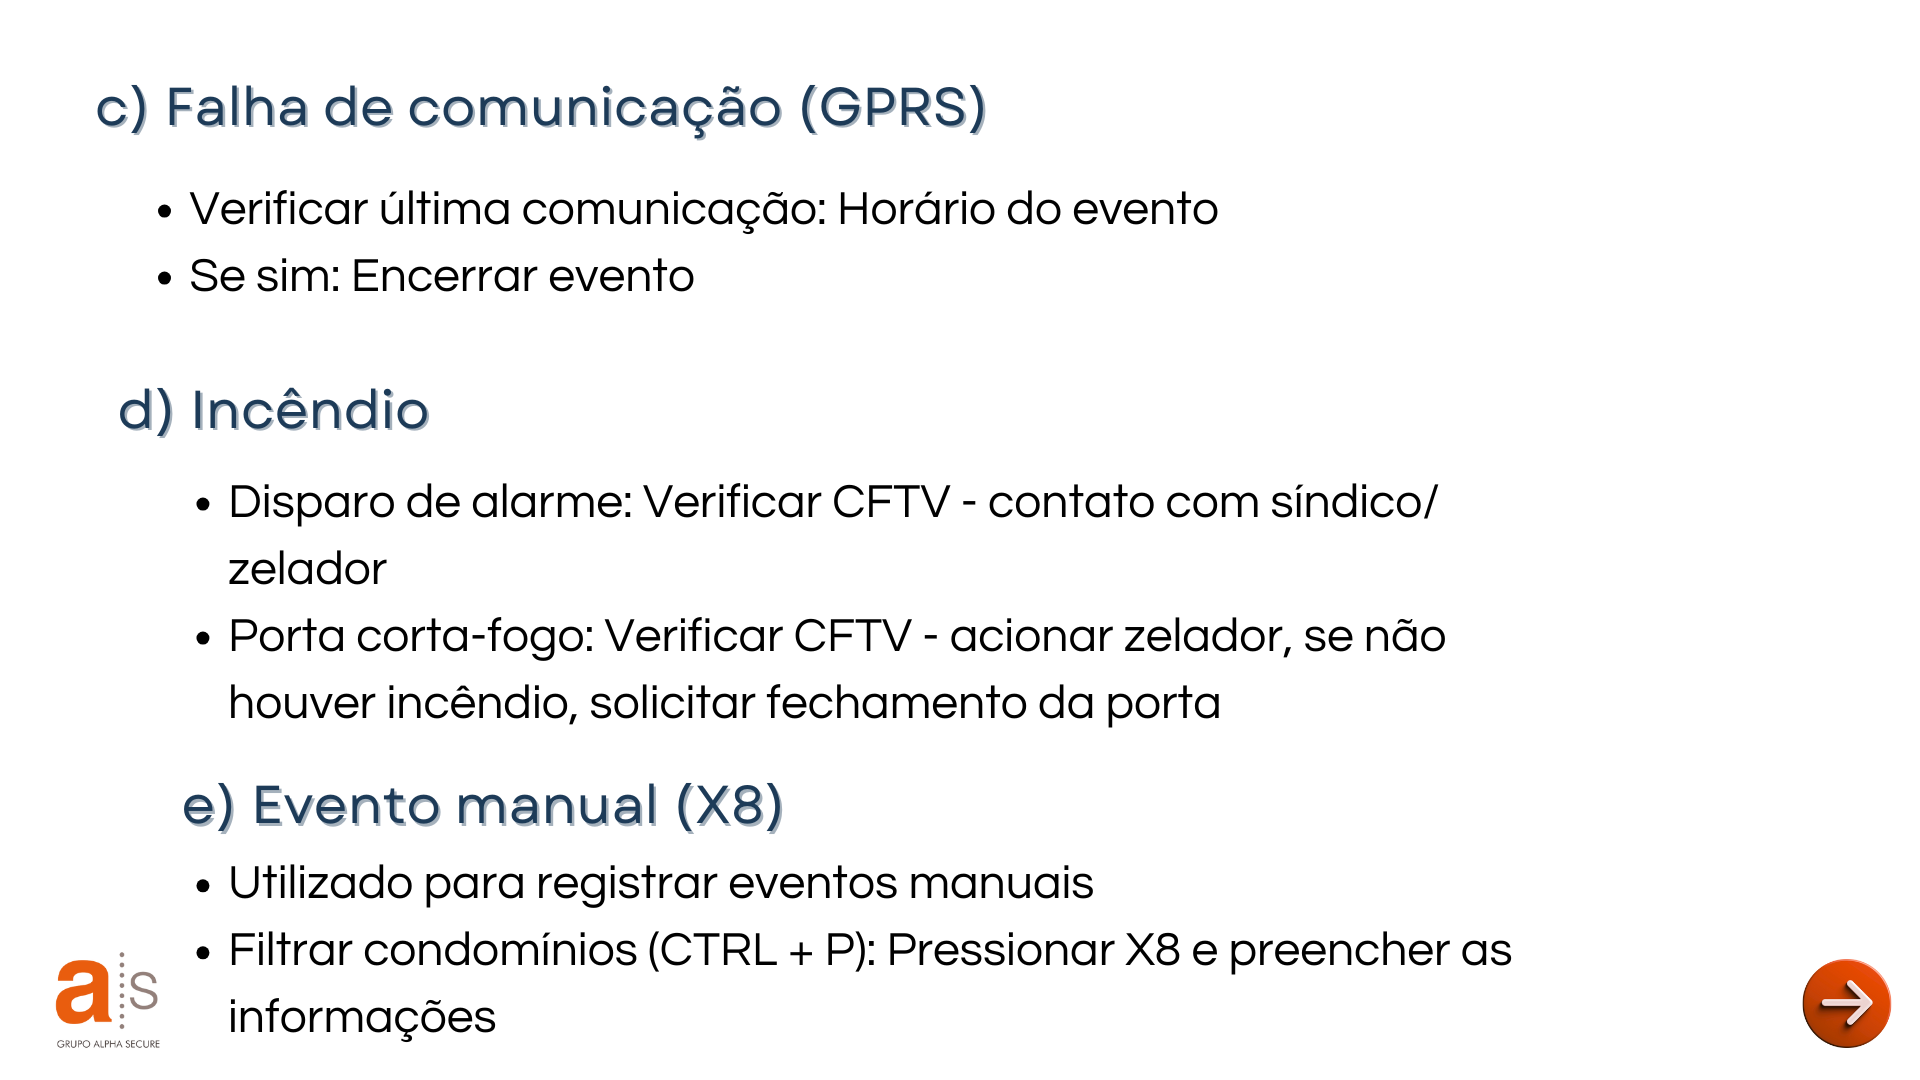 c) Falha de comunicação (GPRS)
• Verificar última comunicação: Horário do evento
• Se sim: Encerrar evento
d) Incêndio
• Disparo de alarme: Verificar CFTV - contato com síndico/
zelador
• Porta corta-fogo: Verificar CFTV - acionar zelador, se não
houver incêndio, solicitar fechamento da porta
e) Evento manual (X8)
• Utilizado para registrar eventos manuais
• Filtrar condomínios (CTRL + P): Pressionar X8 e preencher as
informações
a s
GRUPO ALPHA SECURE